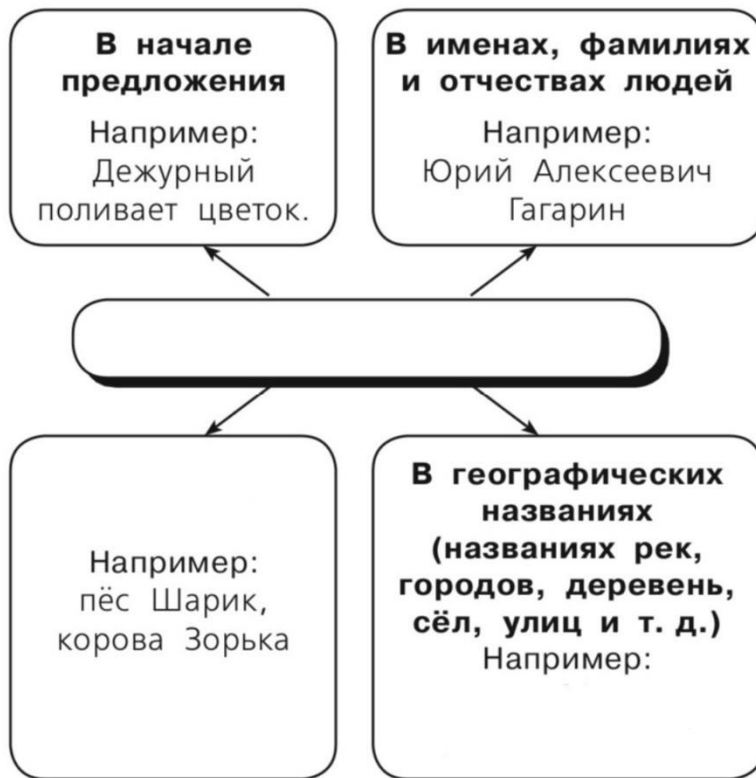 В начале
предложения
Например:
Дежурный
поливает цветок.
В именах, фамилиях
и отчествах людей
Например:
Юрий Алексеевич
Гагарин
Например:
пёс Шарик,
корова Зорька
В географических
названиях
(названиях рек,
городов, деревень,
сёл, улиц и т. д.)
Например: